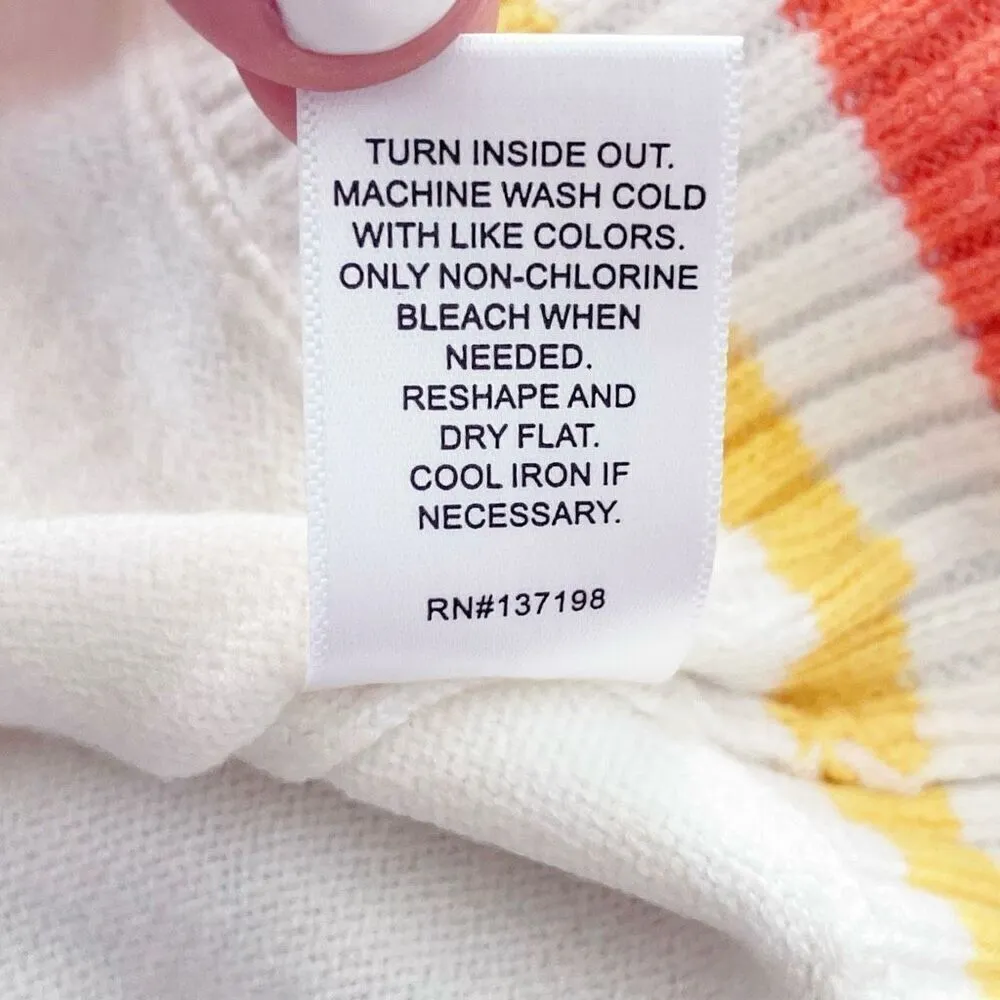 TURN INSIDE OUT.
MACHINE WASH COLD
WITH LIKE COLORS.
ONLY NON-CHLORINE
BLEACH WHEN
NEEDED.
RESHAPE AND
DRY FLAT.
COOL IRON IF
NECESSARY.
RN#137198